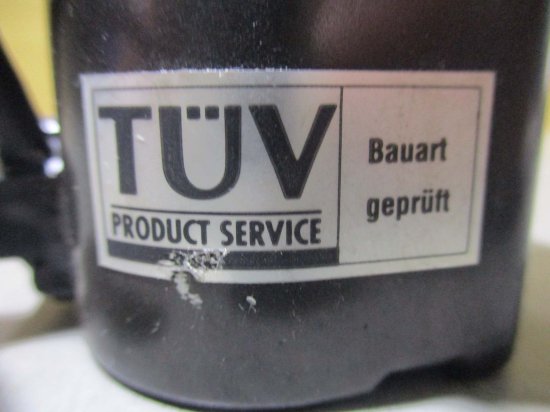 TÜV
PRODUCT SERVICE
Bauart
geprüft